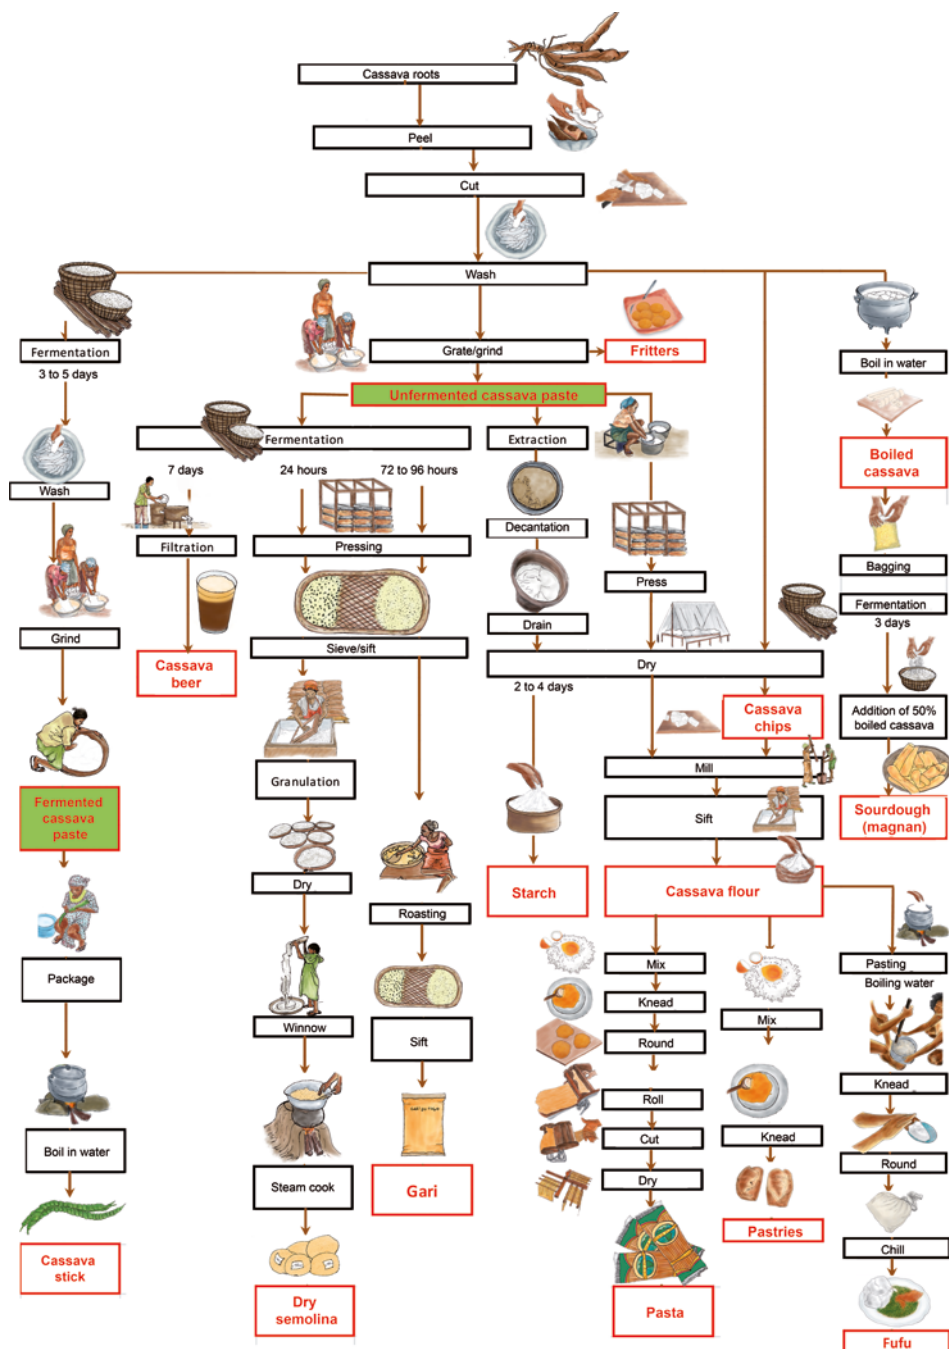 Cassava roots
Peel
Cut
Wash
Fermentation
3 to 5 days
Grate/grind
Fritters
Boil in water
Unfermented cassava paste
Fermentation
Extraction
Boiled
cassava
7 days
24 hours
72 to 96 hours
Wash
Decantation
Filtration
Pressing
Press
Bagging
Fermentation
3 days
Grind
Sieve/sift
Drain
Cassava
beer
Dry
2 to 4 days
Cassava
chips
Addition of 50%
boiled cassava
Granulation
Mill
Fermented
cassava
paste
Sift
Sourdough
(magnan)
Dry
Starch
Cassava flour
Roasting
Package
Mix
Pasting
Boiling water
Knead
Winnow
Sift
Round
Mix
Knead
Roll
Boil in water
Cut
Knead
Round
Steam cook
Gari
Dry
Pastries
Chill
Cassava
stick
Dry
semolina
Pasta
Fufu